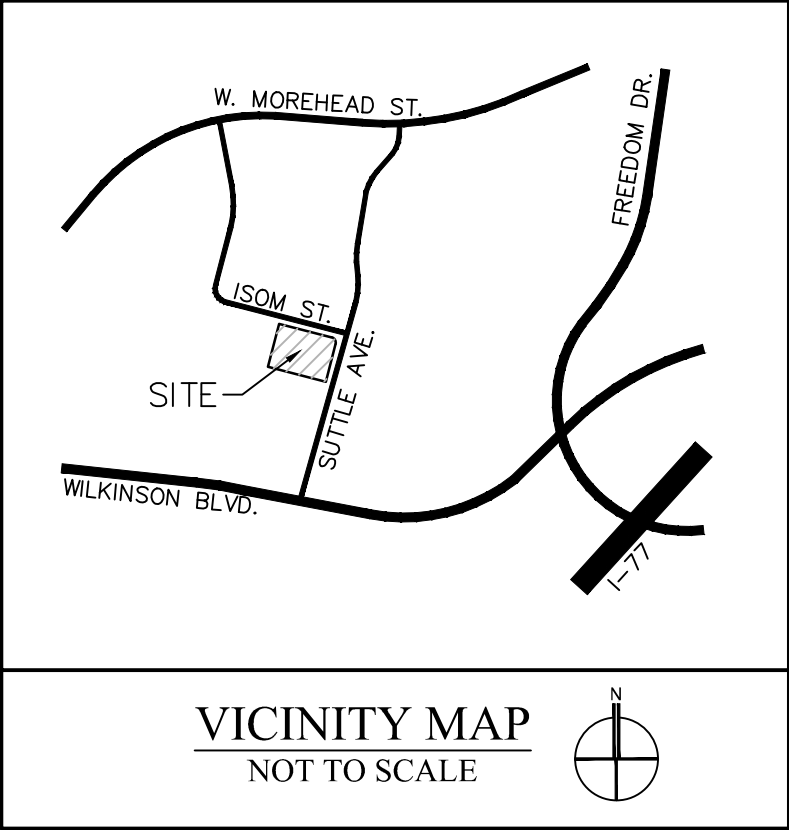 W. MOREHEAD ST.
FREEDOM DR.
ISOM ST.
SUTTLE AVE.
SITE
WILKINSON BLVD.
I-77
VICINITY MAP
NOT TO SCALE
N